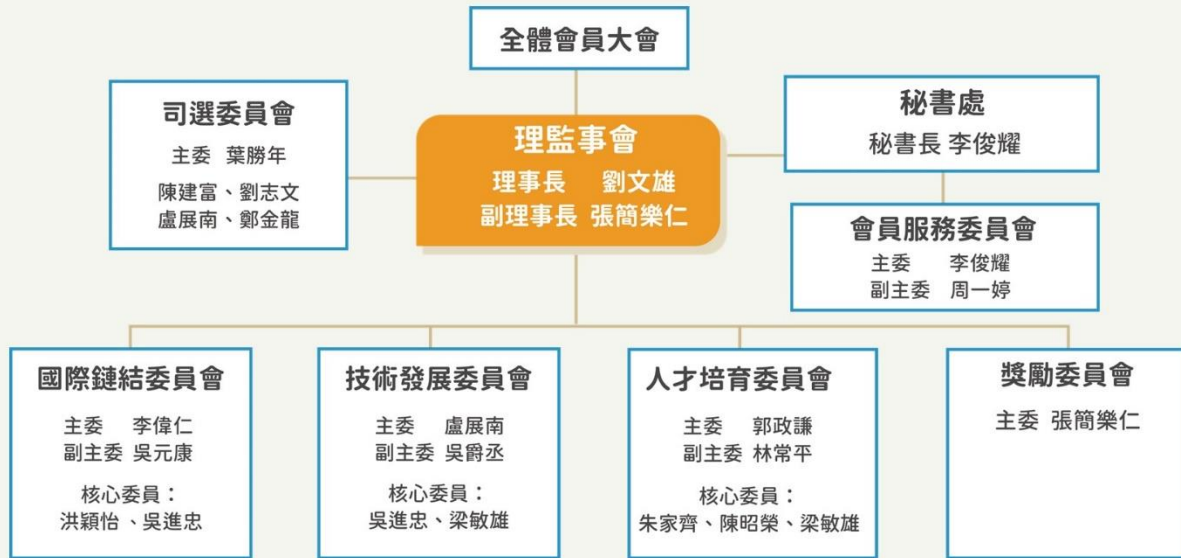 全體會員大會
司選委員會
主委 葉勝年
陳建富、劉志文
盧展南、鄭金龍
理監事會
理事長 劉文雄
副理事長 張簡樂仁
秘書處
秘書長 李俊耀
會員服務委員會
主委 李俊耀
副主委 周一婷
國際鏈結委員會
主委 李偉仁
副主委 吳元康
核心委員：
洪穎怡、吳進忠
技術發展委員會
主委 盧展南
副主委 吳爵丞
核心委員：
吳進忠、梁敏雄
人才培育委員會
主委 郭政謙
副主委 林常平
核心委員：
朱家齊、陳昭榮、梁敏雄
獎勵委員會
主委 張簡樂仁